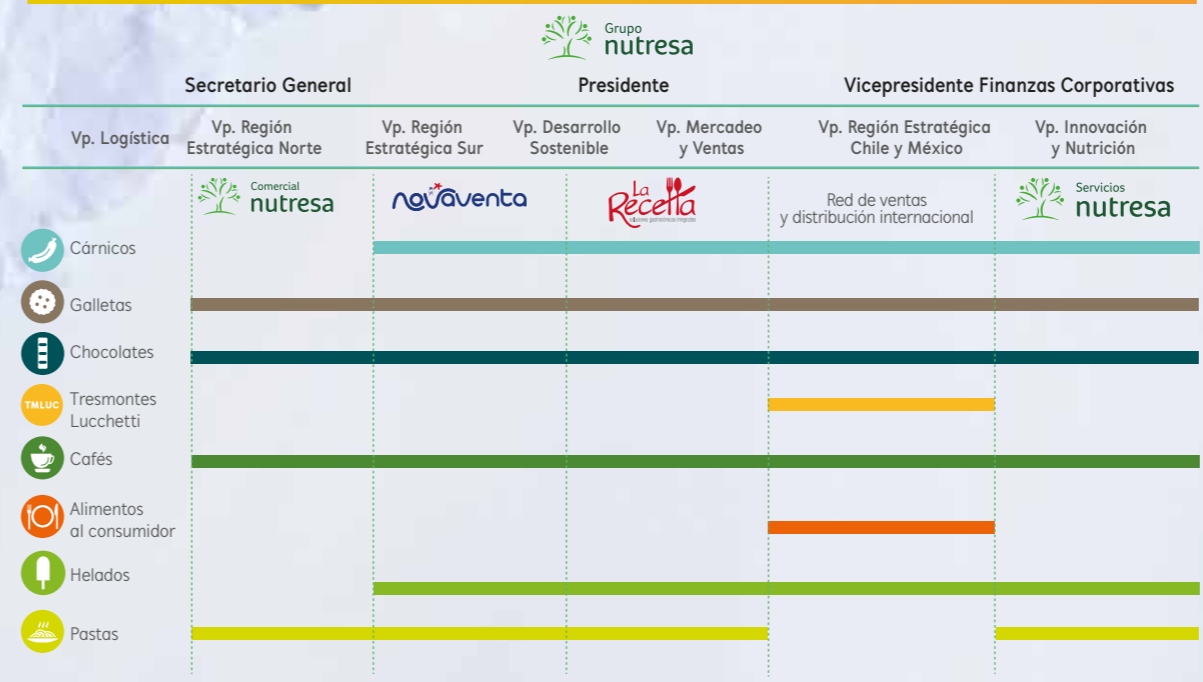 Grupo
nutresa
Secretario General
Presidente
Vicepresidente Finanzas Corporativas
Vp. Logística
Vp. Región
Estratégica Norte
Vp. Región
Estratégica Sur
Vp. Desarrollo
Sostenible
Vp. Mercadeo
y Ventas
Vp. Región Estratégica
Chile y México
Vp. Innovación
y Nutrición
Comercial
nutresa
novaventa
La
Receta
Red de ventas
y distribución internacional
Servicios
nutresa
Cárnicos
Galletas
Chocolates
TMLUC
Tresmontes
Lucchetti
Cafés
Alimentos
al consumidor
Helados
Pastas